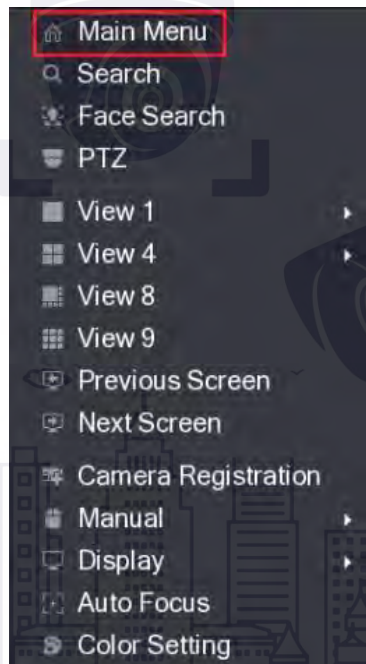 Main Menu
Search
Face Search
PTZ
View 1
View 4
View 8
View 9
Previous Screen
Next Screen
Camera Registration
Manual
Display
Auto Focus
Color Setting